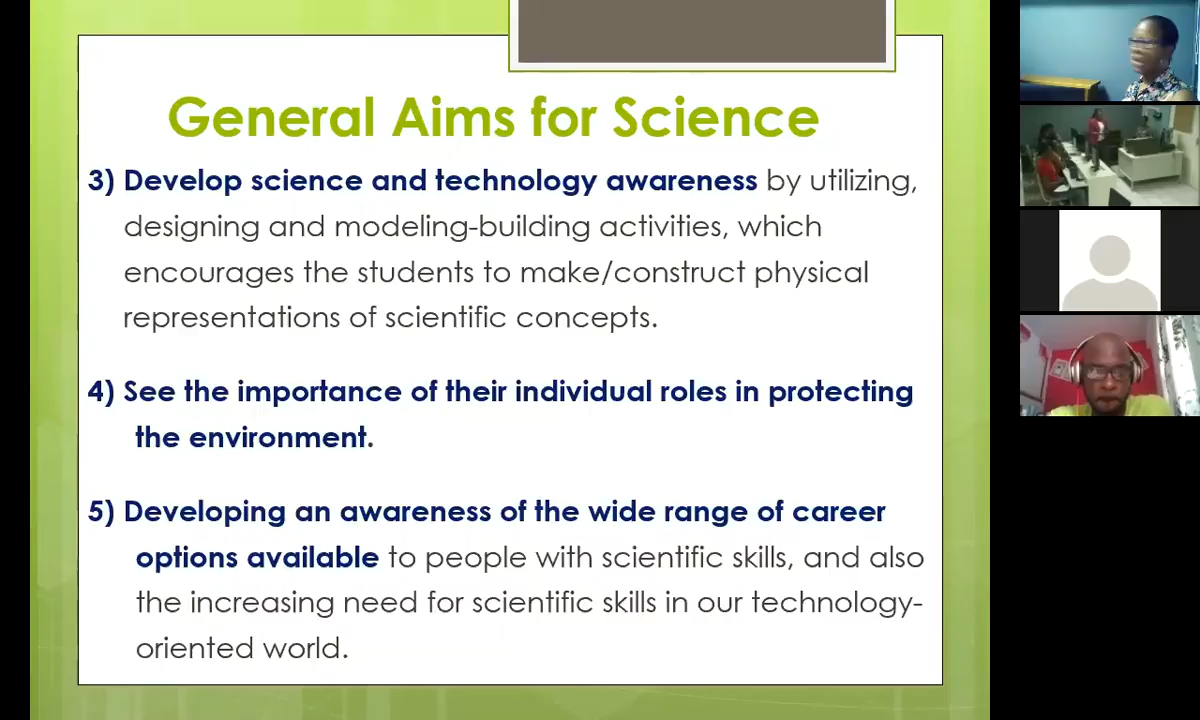 General Aims for Science
3) Develop science and technology awareness by utilizing,
designing and modeling-building activities, which
encourages the students to make/construct physical
representations of scientific concepts.
4) See the importance of their individual roles in protecting
the environment.
5) Developing an awareness of the wide range of career
options available to people with scientific skills, and also
the increasing need for scientific skills in our technology-
oriented world.